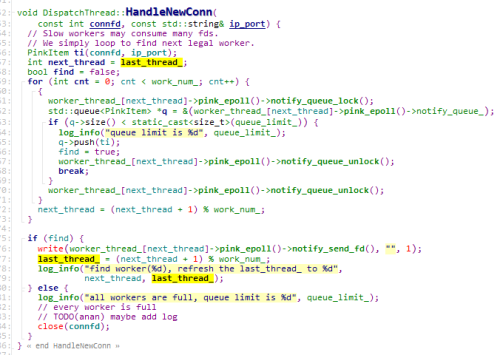 void DispatchThread::HandleNewConn(
const int connfd, const std::string& ip_port) {
// Slow workers may consume many fds.
// We simply loop to find next legal worker.
PinkItem ti(connfd, ip_port);
int next_thread = last_thread_;
bool find = false;
for (int cnt = 0; cnt < work_num_; cnt++) {
{
worker_thread_[next_thread]->pink_epoll()->notify_queue_lock();
std::queue<PinkItem> *q = &(worker_thread_[next_thread]->pink_epoll()->notify_queue_);
if (q->size() < static_cast<size_t>(queue_limit_)) {
log_info("queue limit is %d", queue_limit_);
q->push(ti);
find = true;
worker_thread_[next_thread]->pink_epoll()->notify_queue_unlock();
break;
}
worker_thread_[next_thread]->pink_epoll()->notify_queue_unlock();
}
next_thread = (next_thread + 1) % work_num_;
}
if (find) {
write(worker_thread_[next_thread]->pink_epoll()->notify_send_fd(), "", 1);
last_thread_ = (next_thread + 1) % work_num_;
log_info("find worker(%d), refresh the last_thread_ to %d",
next_thread, last_thread_);
} else {
log_info("all workers are full, queue limit is %d", queue_limit_);
// every worker is full
// TODO(anan) maybe add log
close(connfd);
}
} « end HandleNewConn »